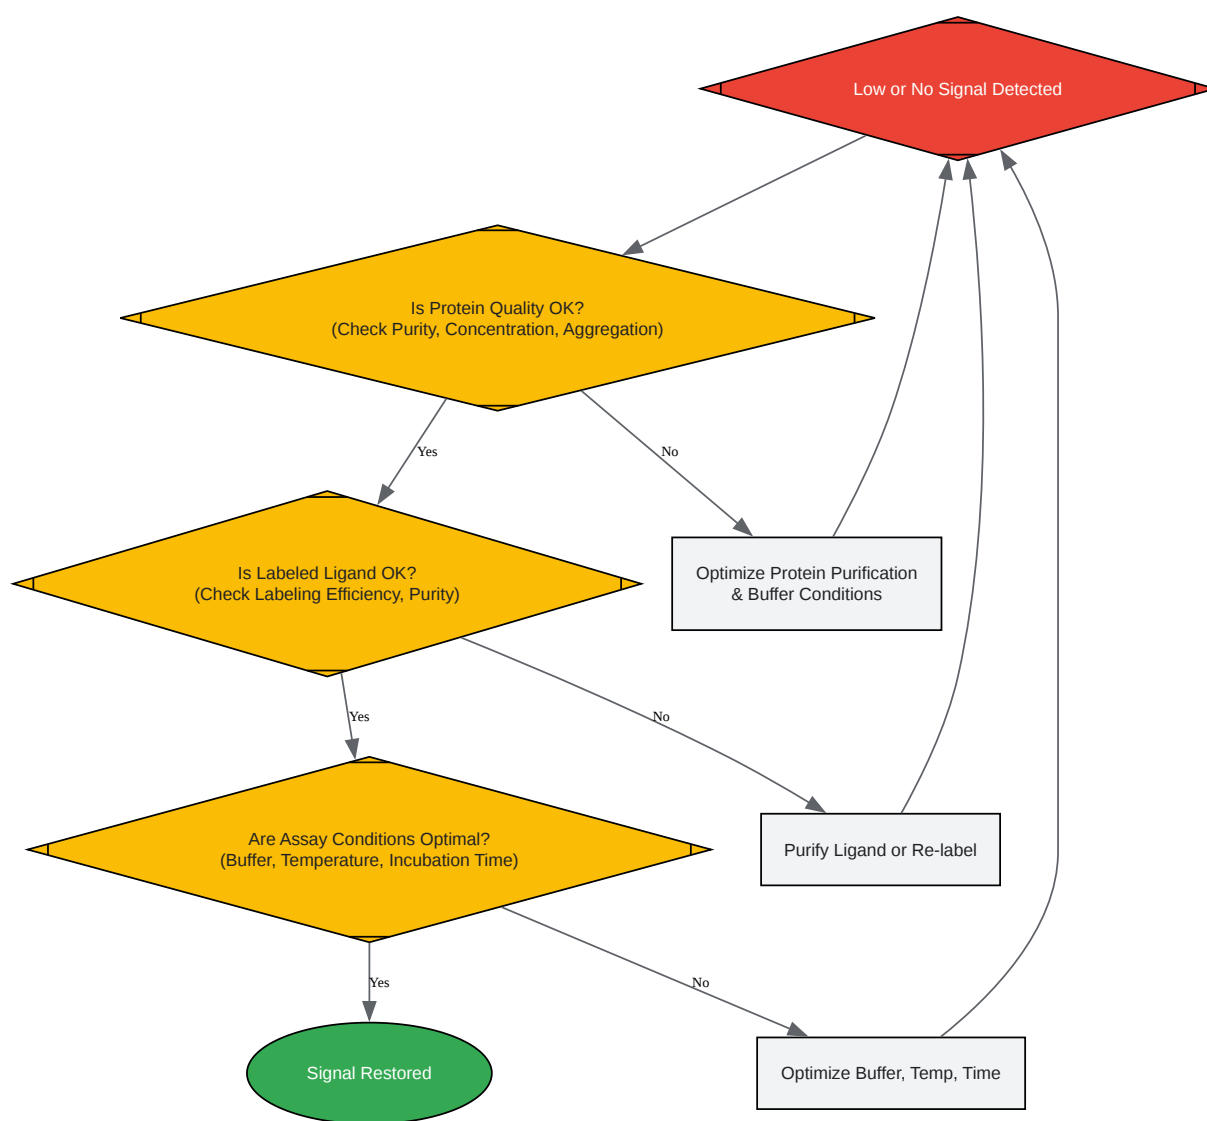 Low or No Signal Detected
Is Protein Quality OK?
(Check Purity, Concentration, Aggregation)
Yes
No
Is Labeled Ligand OK?
(Check Labeling Efficiency, Purity)
Optimize Protein Purification
& Buffer Conditions
Yes
No
Are Assay Conditions Optimal?
(Buffer, Temperature, Incubation Time)
Purify Ligand or Re-label
Yes
No
Signal Restored
Optimize Buffer, Temp, Time